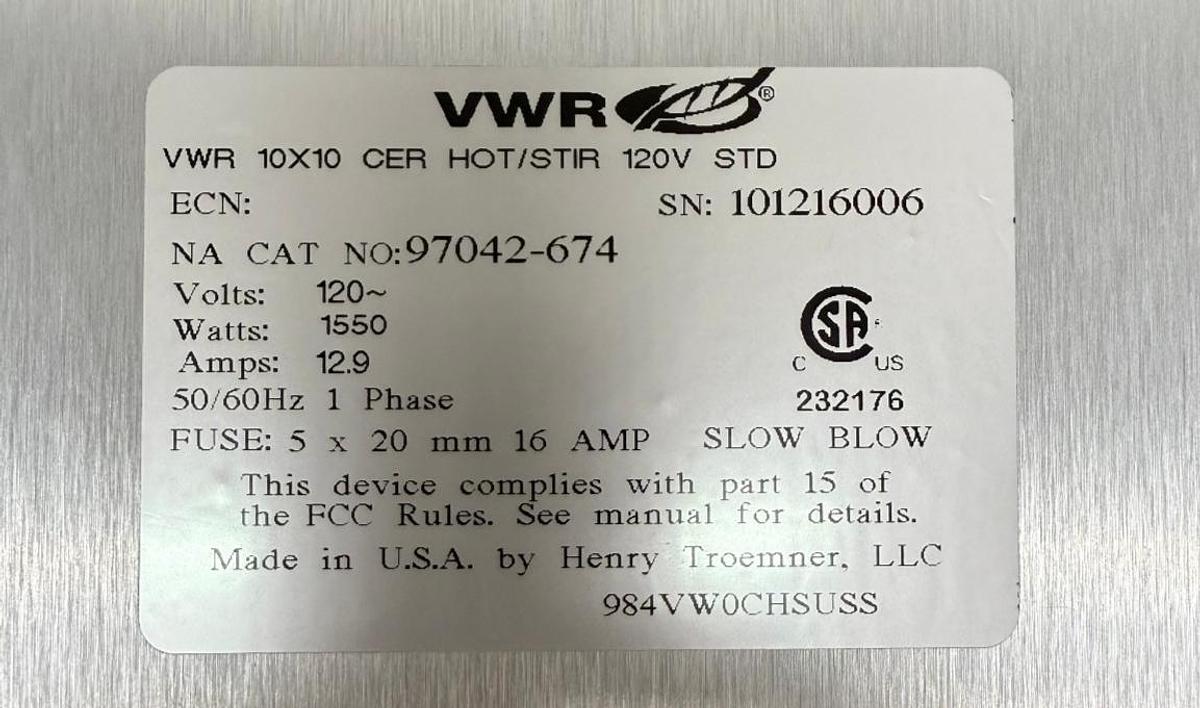 VWR®
VWR 10X10 CER HOT/STIR 120V STD
ECN: SN: 101216006
NA CAT NO:97042-674
Volts: 120~
Watts: 1550
Amps: 12.9
50/60Hz 1 Phase
CSA
C US
232176
FUSE: 5 x 20 mm 16 AMP SLOW BLOW
This device complies with part 15 of
the FCC Rules. See manual for details.
Made in U.S.A. by Henry Troemner, LLC
984VW0CHSUSS